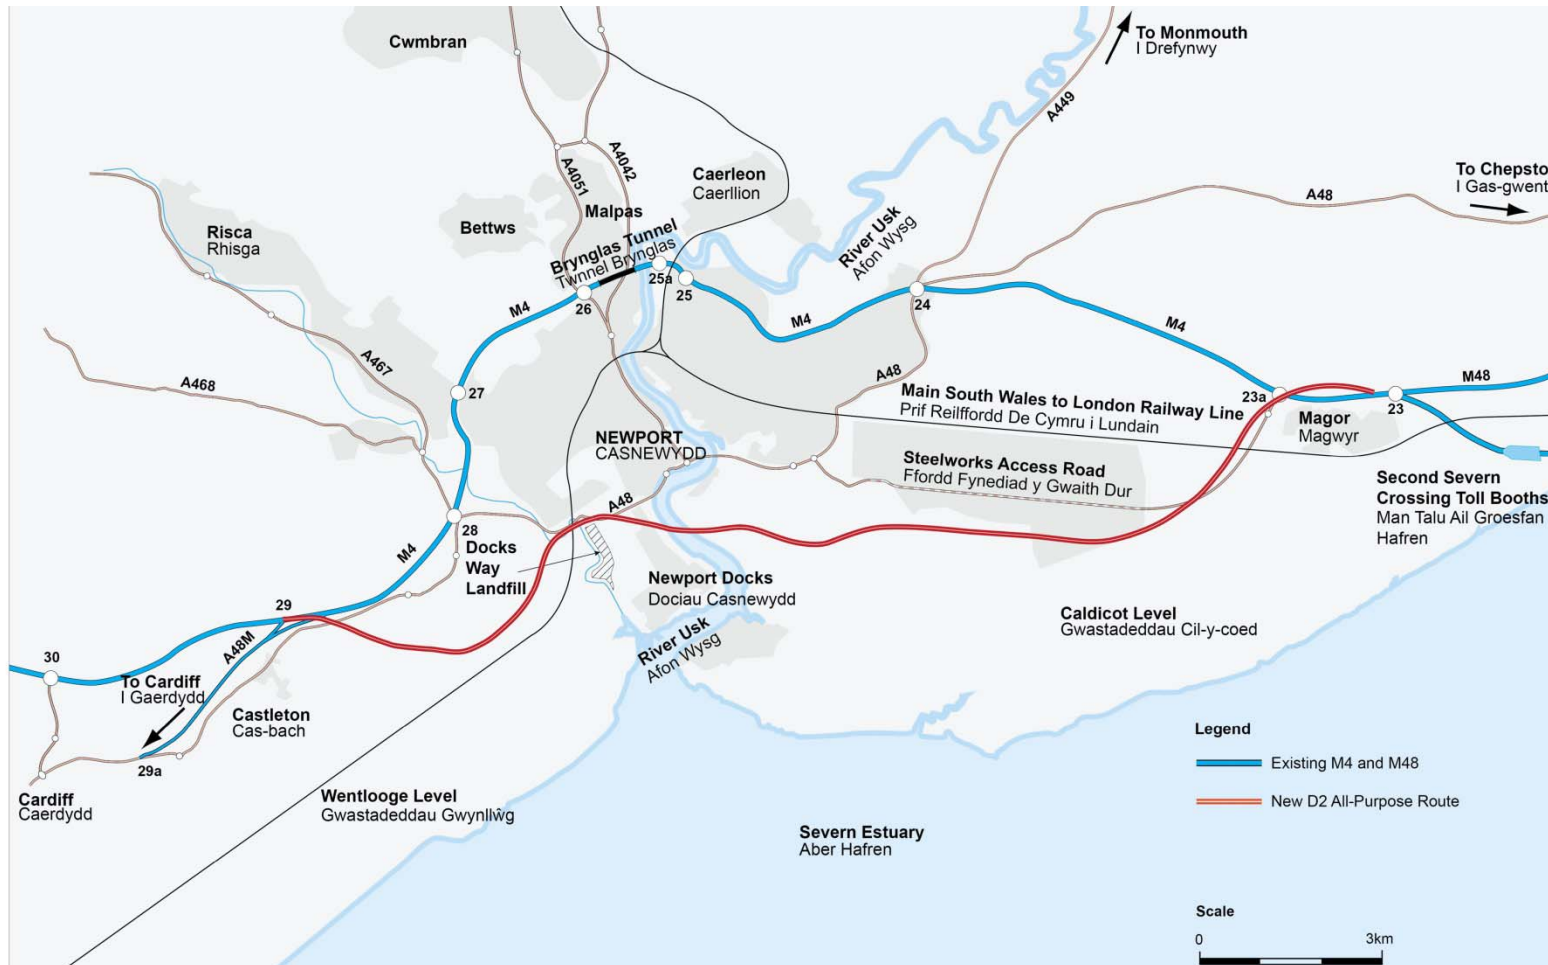 Cwmbran
To Monmouth
I Drefynwy
A449
A4042
A4051
Caerleon
Caerllion
To Chepsto
I Gas-gwent
A48
Malpas
Bettws
Risca
Rhisga
Brynglas Tunnel
Twnnel Brynglas
River Usk
Afon Wysg
25a
25
26
24
M4
M4
M4
A467
A468
27
A48
M48
Main South Wales to London Railway Line
Prif Reilffordd De Cymru i Lundain
23a
23
Magor
Magwyr
NEWPORT
CASNEWYDD
Steelworks Access Road
Ffordd Fynediad y Gwaith Dur
Second Severn
Crossing Toll Booths
Man Talu Ail Groesfan
Hafren
A48
28
M4
Docks
Way
Landfill
Newport Docks
Dociau Casnewydd
29
Caldicot Level
Gwastadeddau Cil-y-coed
River Usk
Afon Wysg
A48M
30
To Cardiff
I Gaerdydd
Castleton
Cas-bach
29a
Cardiff
Caerdydd
Wentlooge Level
Gwastadeddau Gwynllŵg
Severn Estuary
Aber Hafren
Legend
Existing M4 and M48
New D2 All-Purpose Route
Scale
0 3km